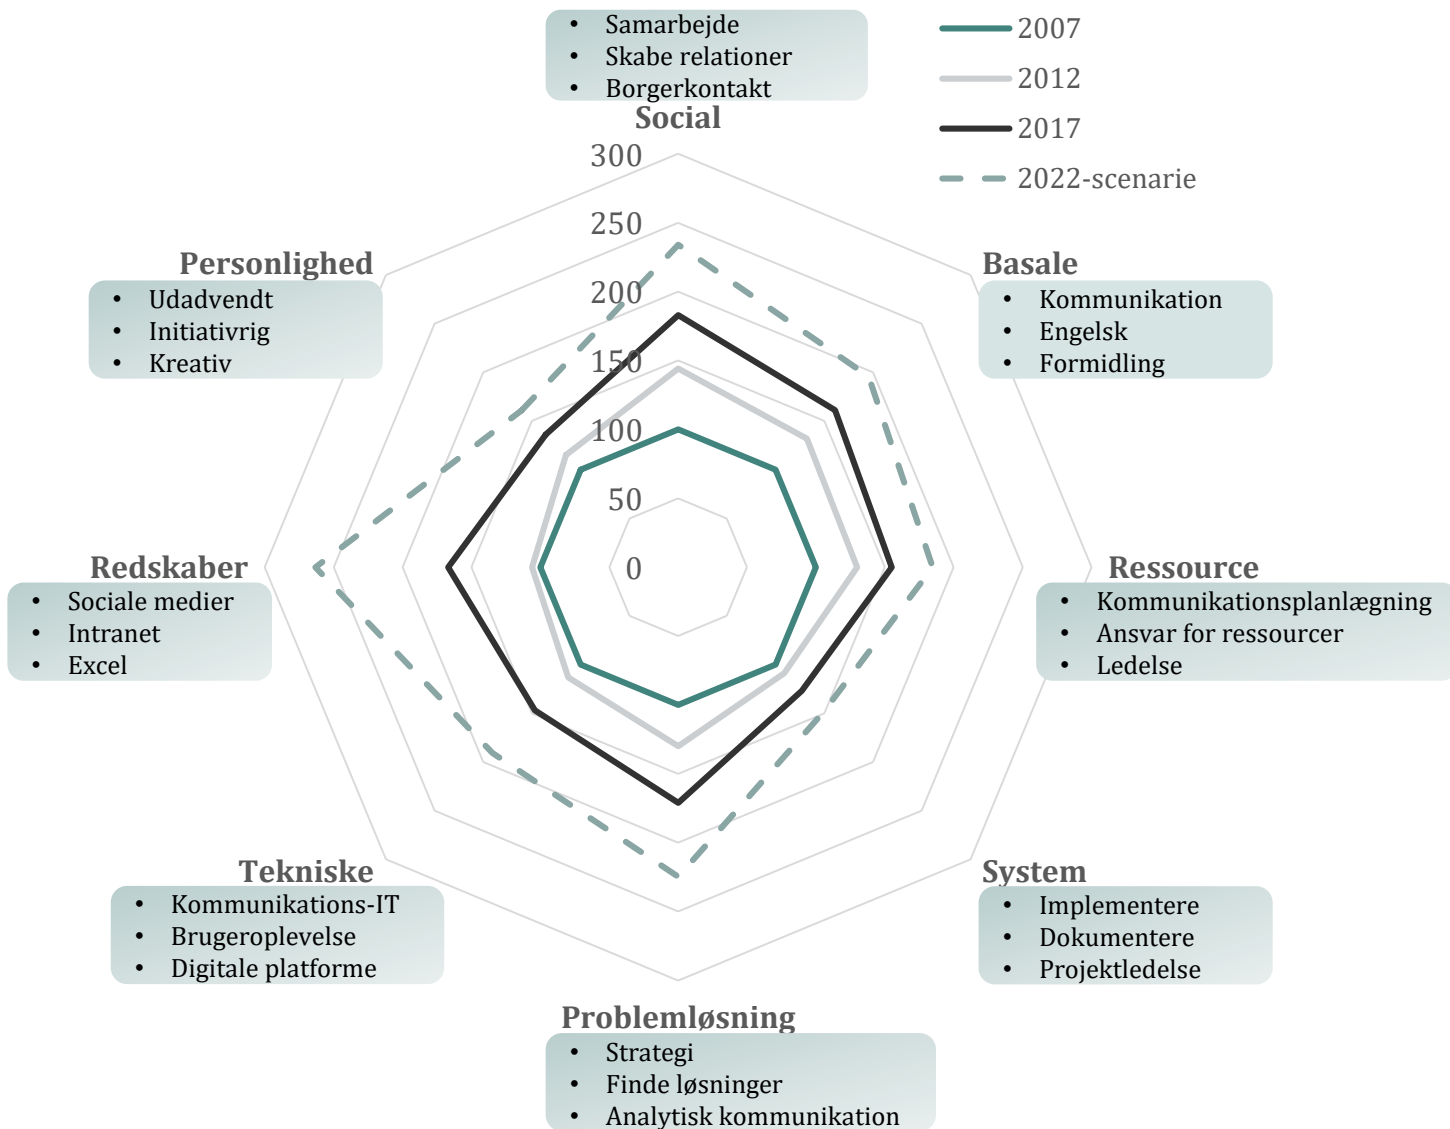 • Samarbejde
• Skabe relationer
• Borgerkontakt
Social
2007
2012
2017
2022-scenarie
300
250
200
150
100
50
0
Personlighed
• Udadvendt
• Initiativrig
• Kreativ
Basale
• Kommunikation
• Engelsk
• Formidling
Redskaber
• Sociale medier
• Intranet
• Excel
Ressource
• Kommunikationsplanlægning
• Ansvar for ressourcer
• Ledelse
Tekniske
• Kommunikations-IT
• Brugeroplevelse
• Digitale platforme
System
• Implementere
• Dokumentere
• Projektledelse
Problemløsning
• Strategi
• Finde løsninger
• Analytisk kommunikation